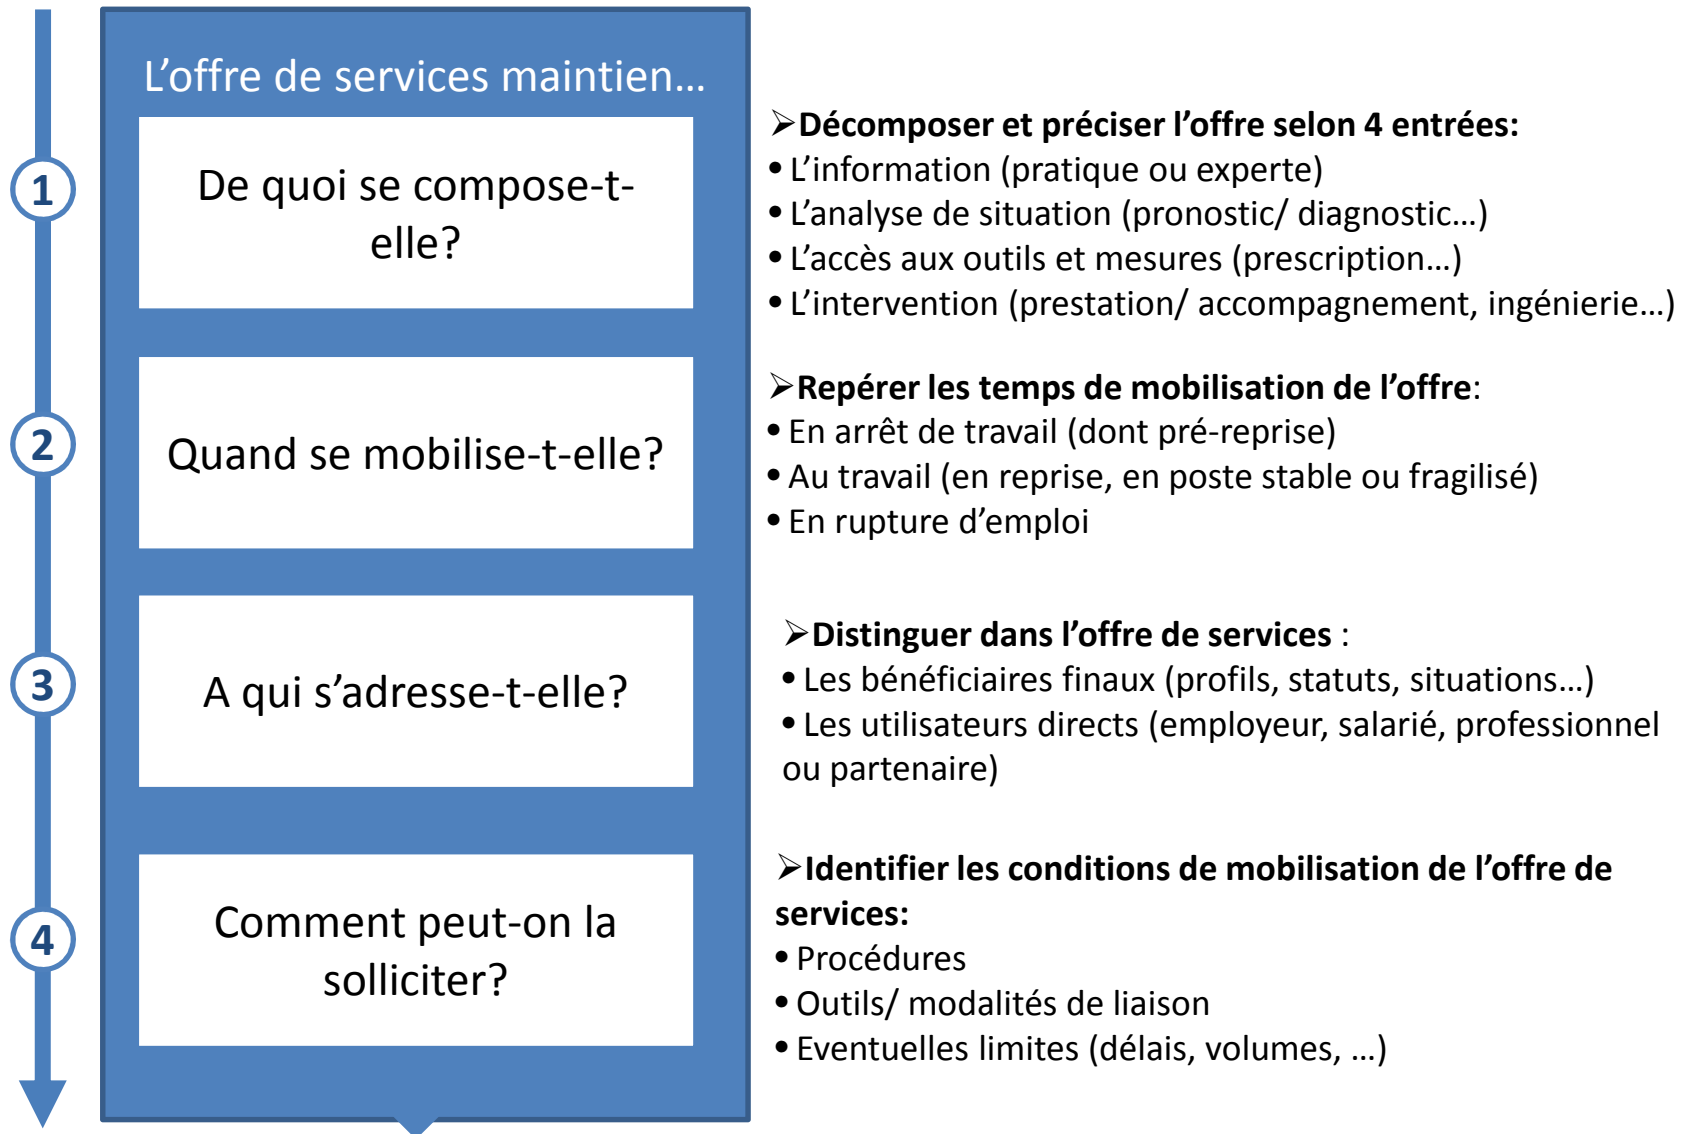 L'offre de services maintien…
1
De quoi se compose-t-
elle?
➢Décomposer et préciser l'offre selon 4 entrées:
• L'information (pratique ou experte)
• L'analyse de situation (pronostic/ diagnostic…)
• L'accès aux outils et mesures (prescription…)
• L'intervention (prestation/ accompagnement, ingénierie…)
2
Quand se mobilise-t-elle?
➢Repérer les temps de mobilisation de l'offre:
• En arrêt de travail (dont pré-reprise)
• Au travail (en reprise, en poste stable ou fragilisé)
• En rupture d'emploi
3
A qui s'adresse-t-elle?
➢Distinguer dans l'offre de services :
• Les bénéficiaires finaux (profils, statuts, situations…)
• Les utilisateurs directs (employeur, salarié, professionnel
ou partenaire)
4
Comment peut-on la
solliciter?
➢Identifier les conditions de mobilisation de l'offre de
services:
• Procédures
• Outils/ modalités de liaison
• Eventuelles limites (délais, volumes, …)